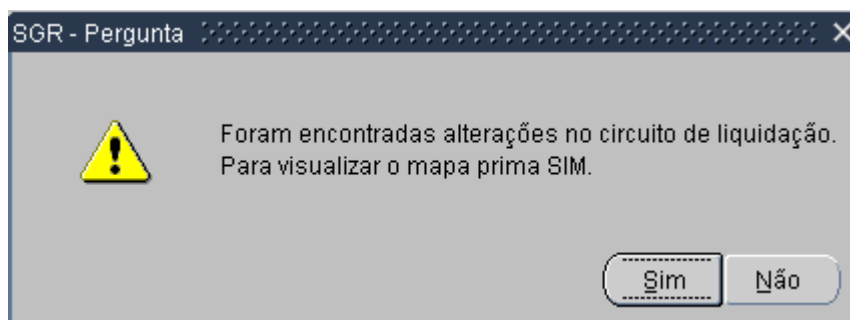 SGR - Pergunta
Foram encontradas alterações no circuito de liquidação.
Para visualizar o mapa prima SIM.
Sim
Não